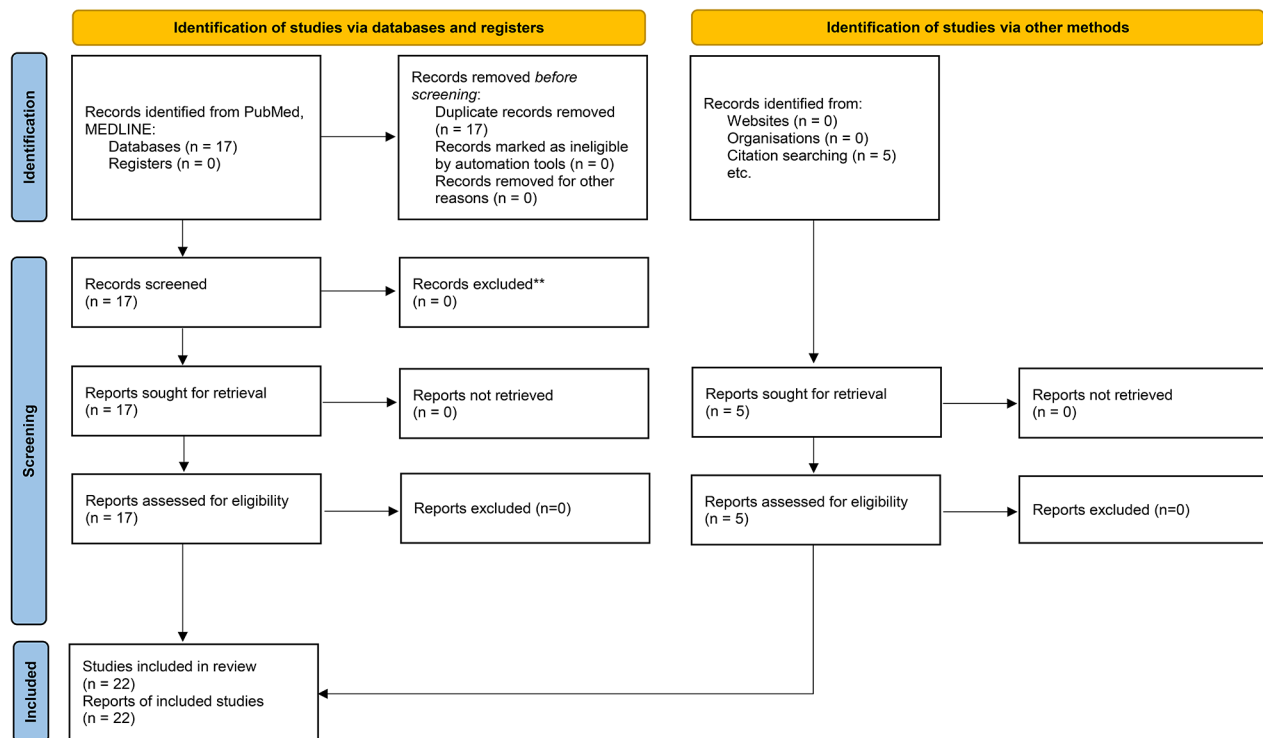 Identification of studies via databases and registers
Identification of studies via other methods
Identification
Records identified from PubMed,
MEDLINE:
Databases (n = 17)
Registers (n = 0)
Records removed before
screening:
Duplicate records removed
(n = 17)
Records marked as ineligible
by automation tools (n = 0)
Records removed for other
reasons (n = 0)
Records identified from:
Websites (n = 0)
Organisations (n = 0)
Citation searching (n = 5)
etc.
Screening
Records screened
(n = 17)
Records excluded**
(n = 0)
Reports sought for retrieval
(n = 17)
Reports not retrieved
(n = 0)
Reports sought for retrieval
(n = 5)
Reports not retrieved
(n = 0)
Reports assessed for eligibility
(n = 17)
Reports excluded (n=0)
Reports assessed for eligibility
(n = 5)
Reports excluded (n=0)
Included
Studies included in review
(n = 22)
Reports of included studies
(n = 22)